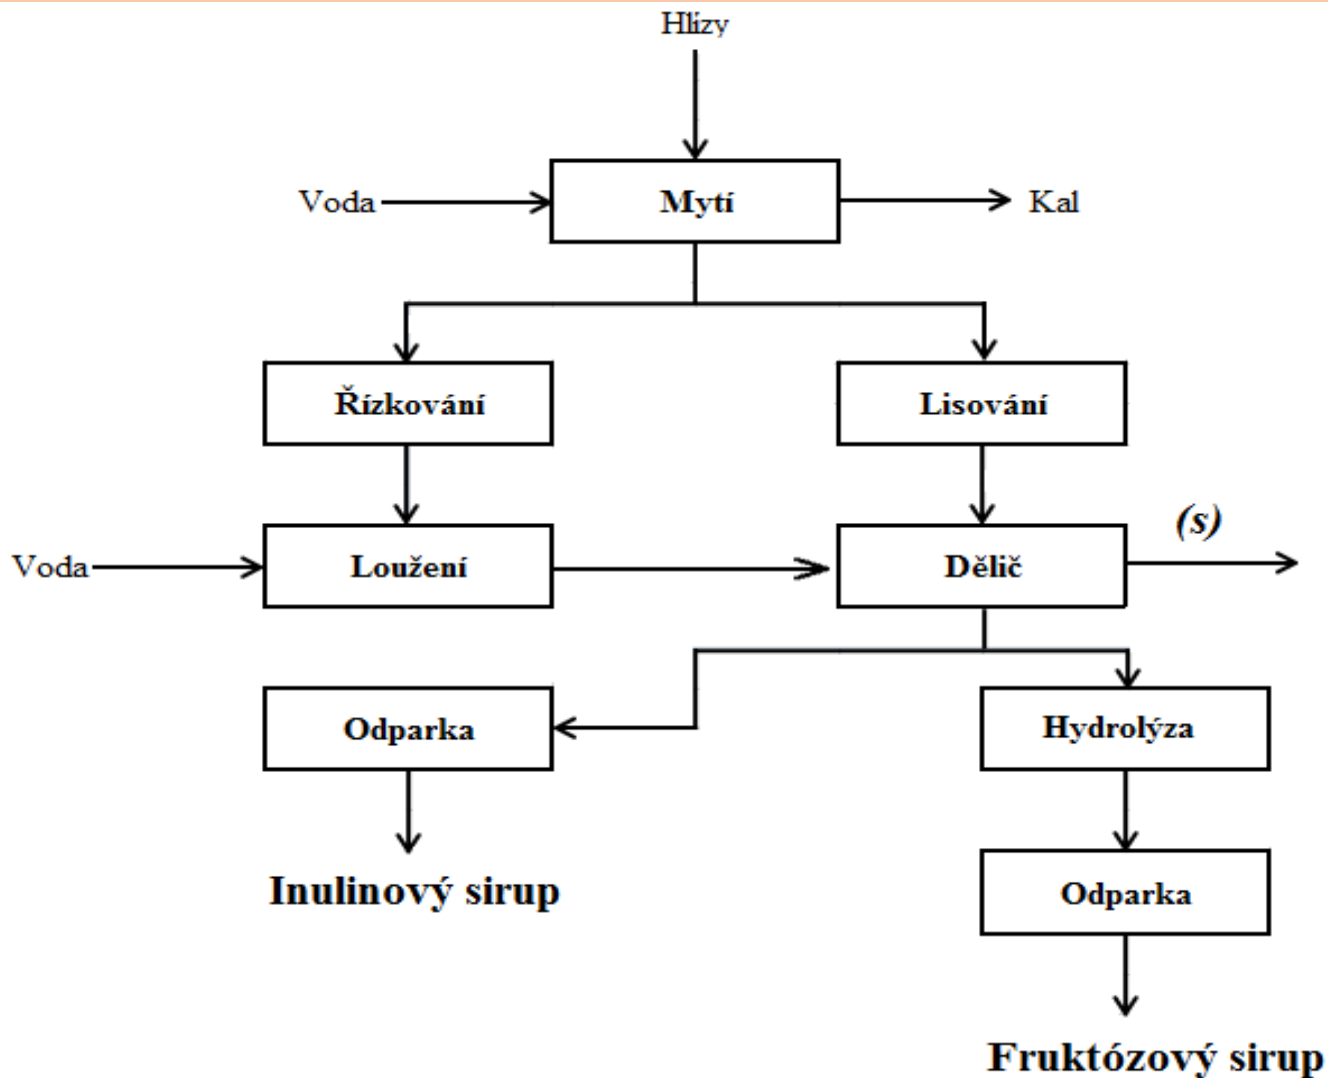 Hlízy
Voda
Mytí
Kal
Řízkování
Lisování
(s)
Voda
Loužení
Dělič
Odparka
Hydrolýza
Inulinový sirup
Odparka
Fruktózový sirup